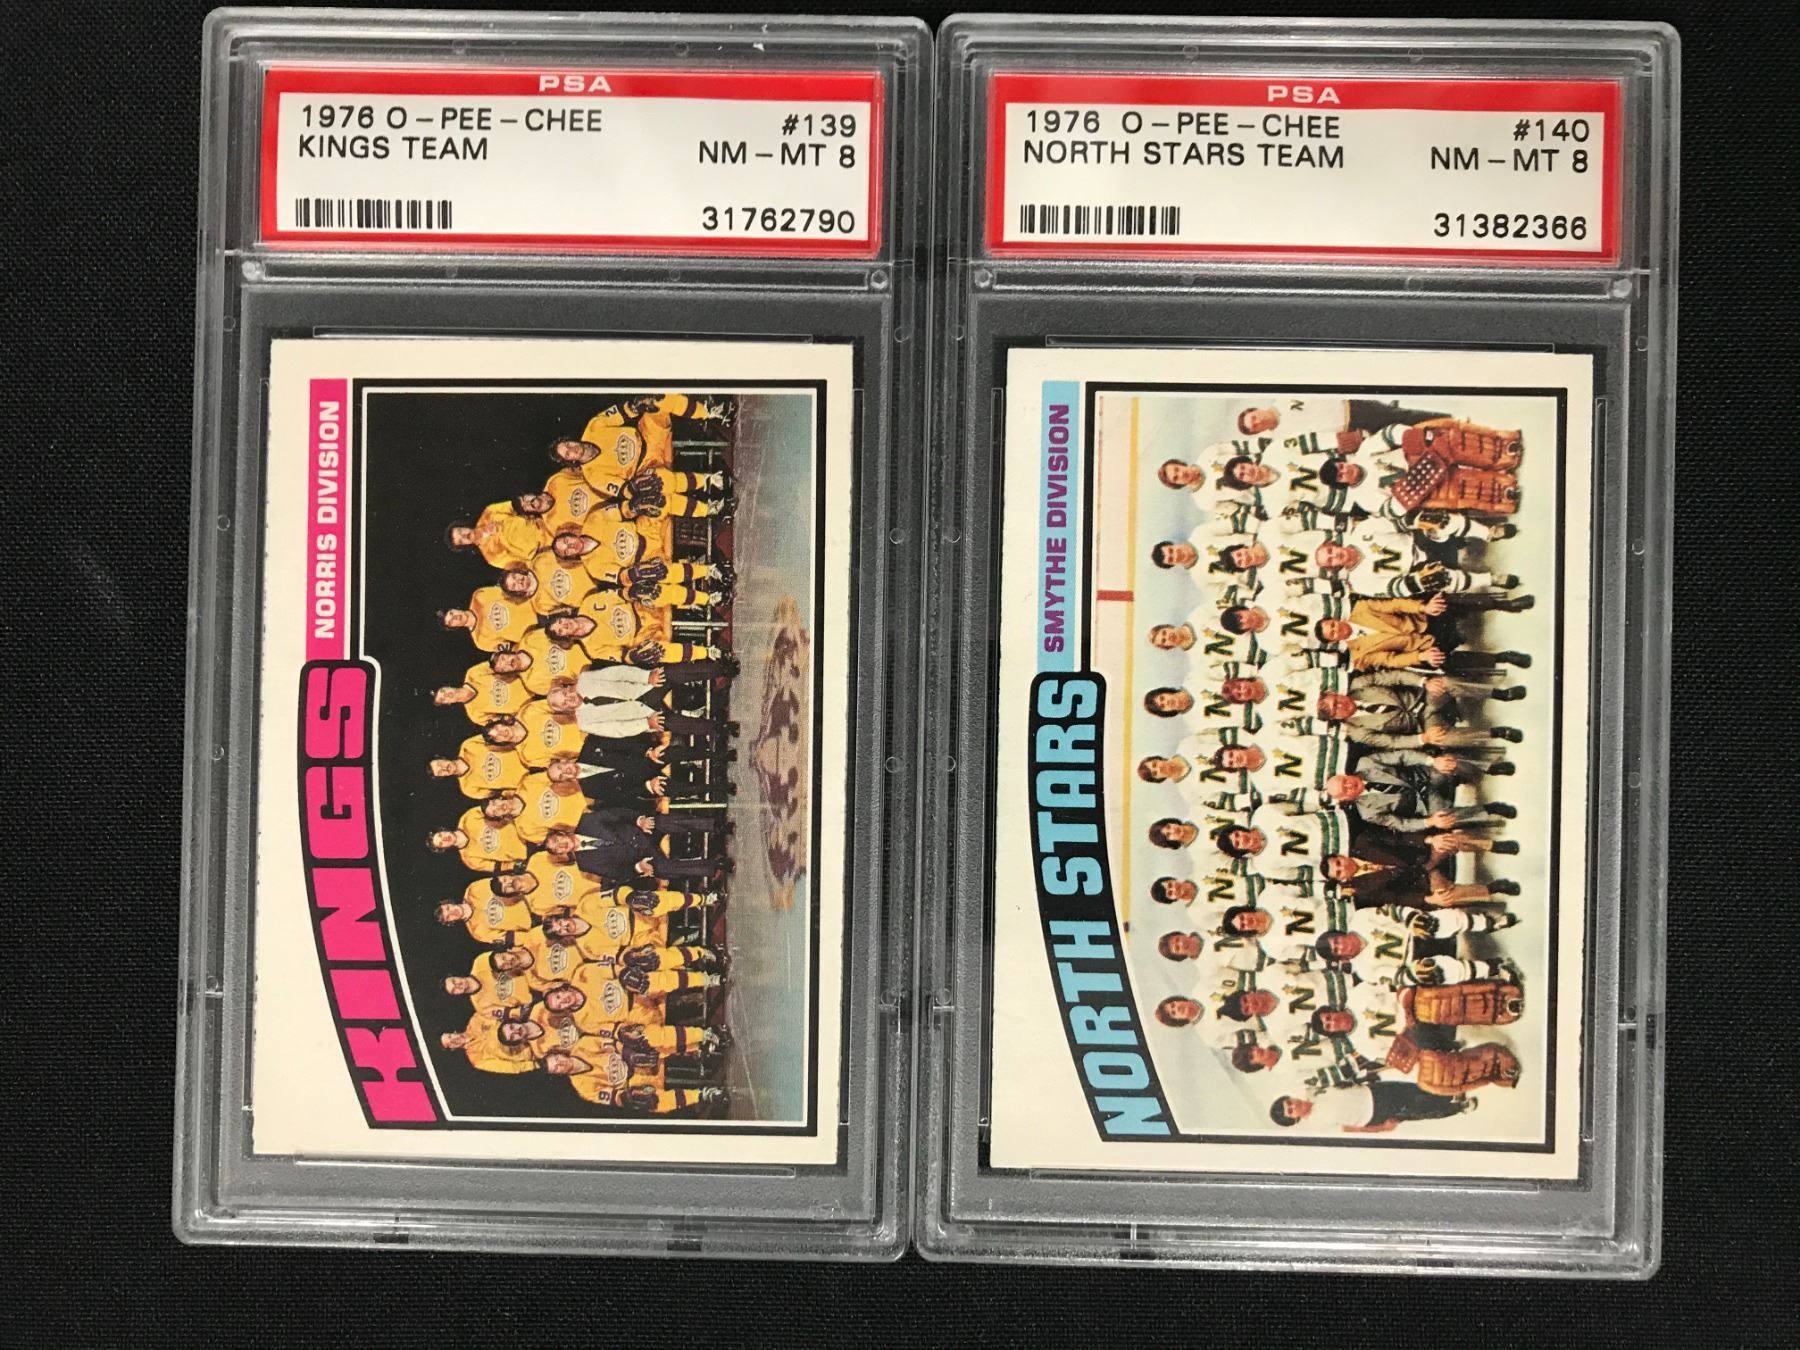 PSA
1976 O-PEE-CHEE #139
KINGS TEAM NM-MT 8
31762790
NORRIS DIVISION
KINGS
PSA
1976 O-PEE-CHEE #140
NORTH STARS TEAM NM-MT 8
31382366
SMYTHE DIVISION
NORTH STARS